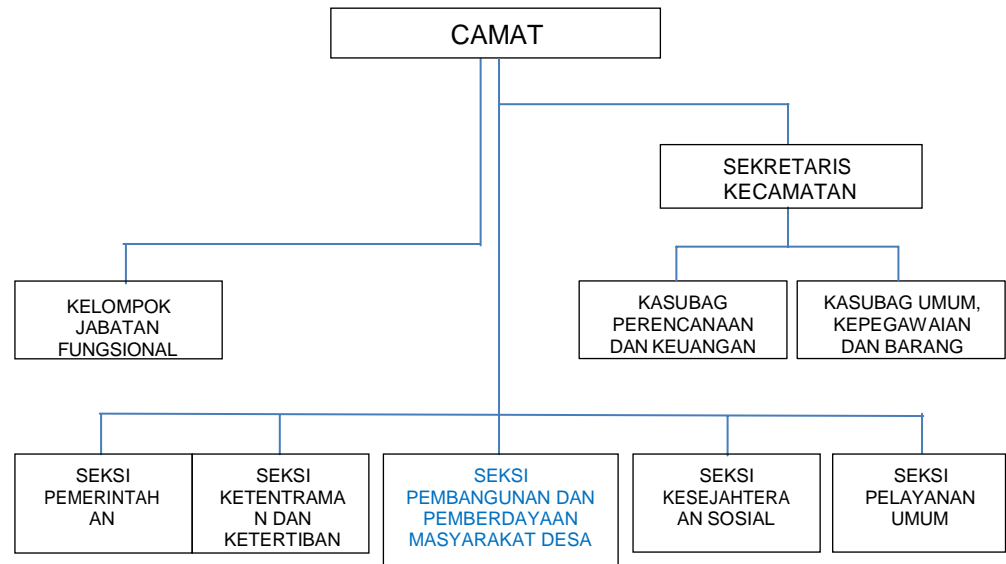 CAMAT
SEKRETARIS
KECAMATAN
KELOMPOK
JABATAN
FUNGSIONAL
KASUBAG
PERENCANAAN
DAN KEUANGAN
KASUBAG UMUM,
KEPEGAWAIAN
DAN BARANG
SEKSI
PEMERINTAH
AN
SEKSI
KETENTRAMA
N DAN
KETERTIBAN
SEKSI
PEMBANGUNAN DAN
PEMBERDAYAAN
MASYARAKAT DESA
SEKSI
KESEJAHTERA
AN SOSIAL
SEKSI
PELAYANAN
UMUM